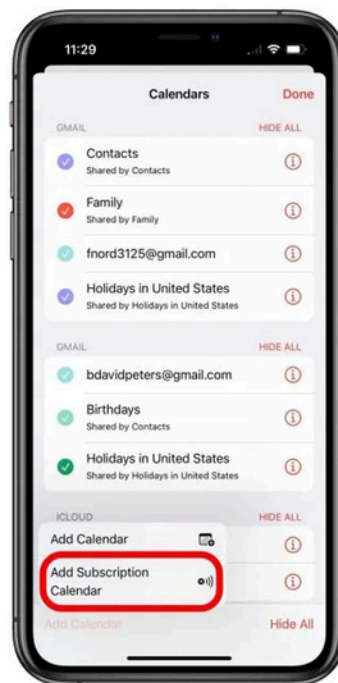 11:29
Calendars
Done
GMAIL
HIDE ALL
Contacts
Shared by Contacts
Family
Shared by Family
fnord3125@gmail.com
Holidays in United States
Shared by Holidays in United States
GMAIL
HIDE ALL
bdavidpeters@gmail.com
Birthdays
Shared by Contacts
Holidays in United States
Shared by Holidays in United States
ICLOUD
HIDE ALL
Add Calendar
Add Subscription
Calendar
Add Calendar
Hide All